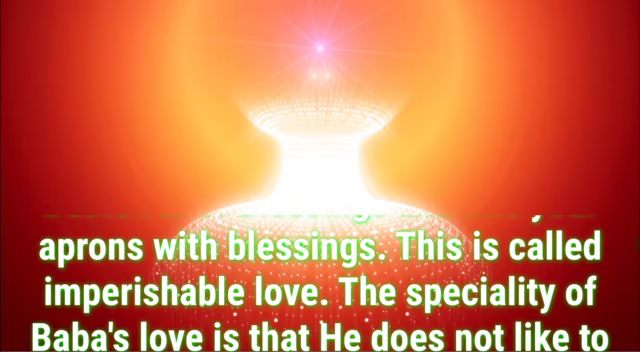 aprons with blessings. This is called
imperishable love. The speciality of
Baba's love is that He does not like to